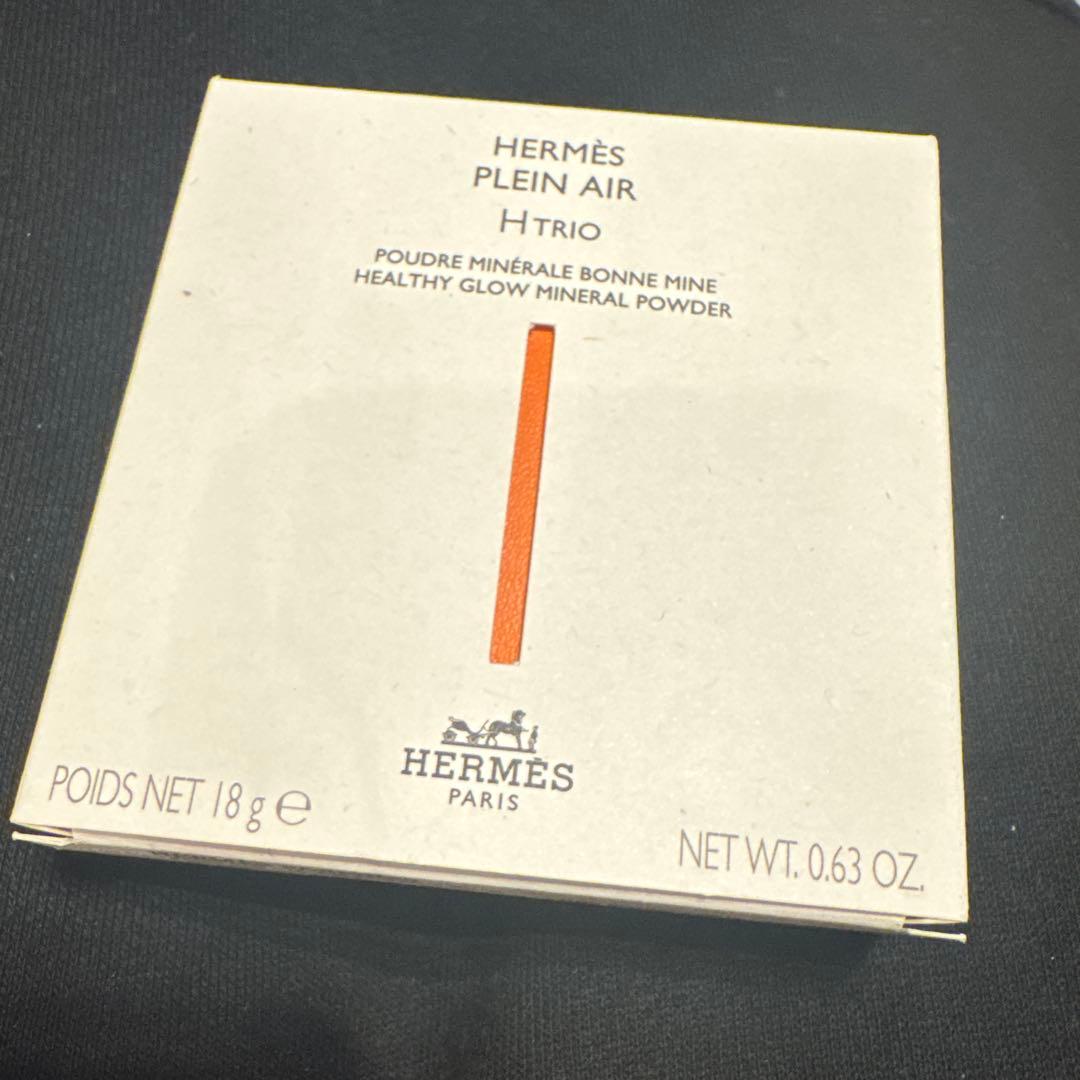 HERMÈS
PLEIN AIR
H TRIO
POUDRE MINÉRALE BONNE MINE
HEALTHY GLOW MINERAL POWDER
HERMÈS
PARIS
POIDS NET 18 g ℮
NET WT. 0.63 OZ.